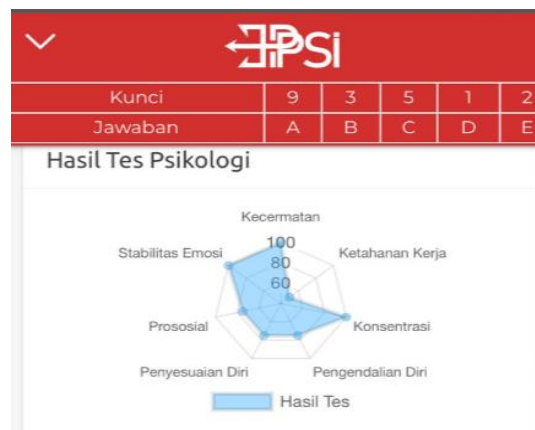 PSi
Kunci 9 3 5 1 2
Jawaban A B C D E
Hasil Tes Psikologi
Kecermatan
100
80
60
Stabilitas Emosi
Ketahanan Kerja
Prososial
Konsentrasi
Penyesuaian Diri
Pengendalian Diri
Hasil Tes